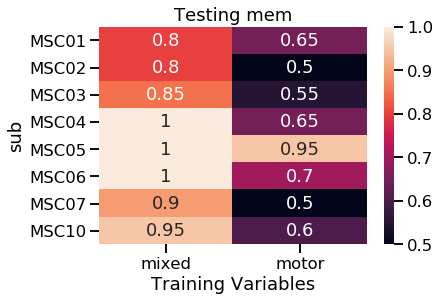 Testing mem
sub
MSC01 0.8 0.65
MSC02 0.8 0.5
MSC03 0.85 0.55
MSC04 1 0.65
MSC05 1 0.95
MSC06 1 0.7
MSC07 0.9 0.5
MSC10 0.95 0.6
mixed motor
Training Variables
1.0
0.9
0.8
0.7
0.6
0.5